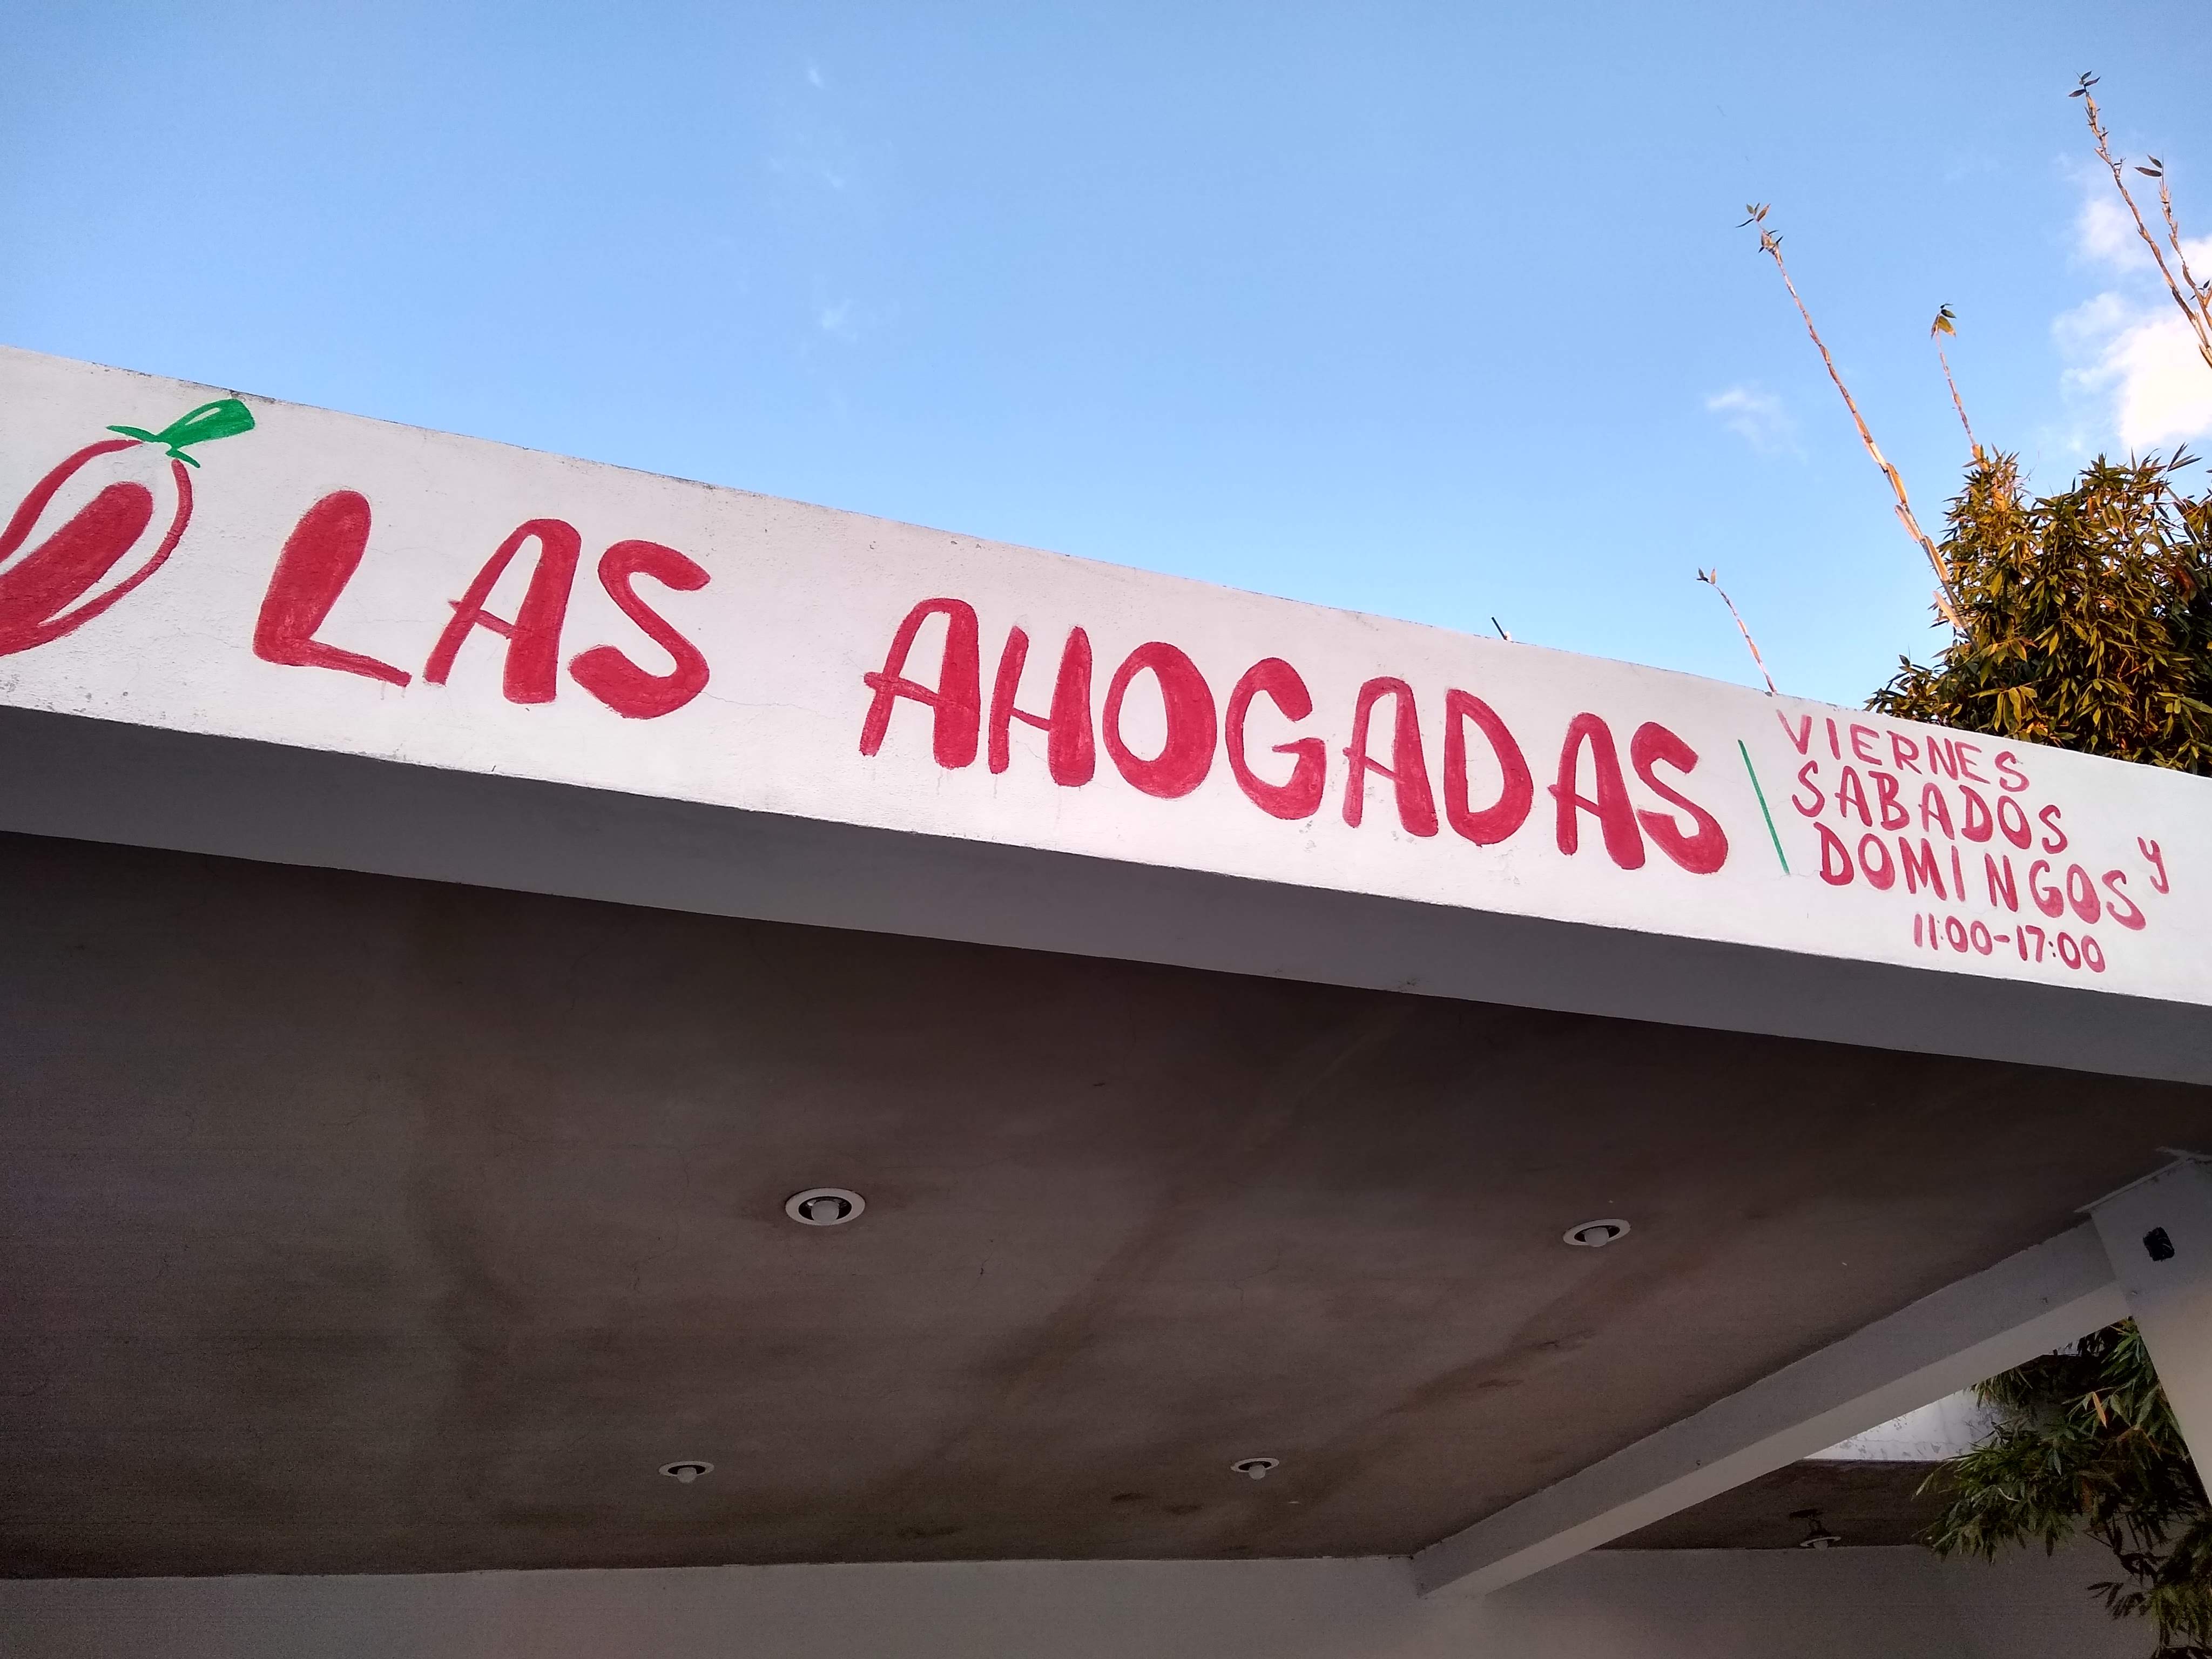 LAS AHOGADAS
VIERNES
SABADOS y
DOMINGOS
11:00-17:00